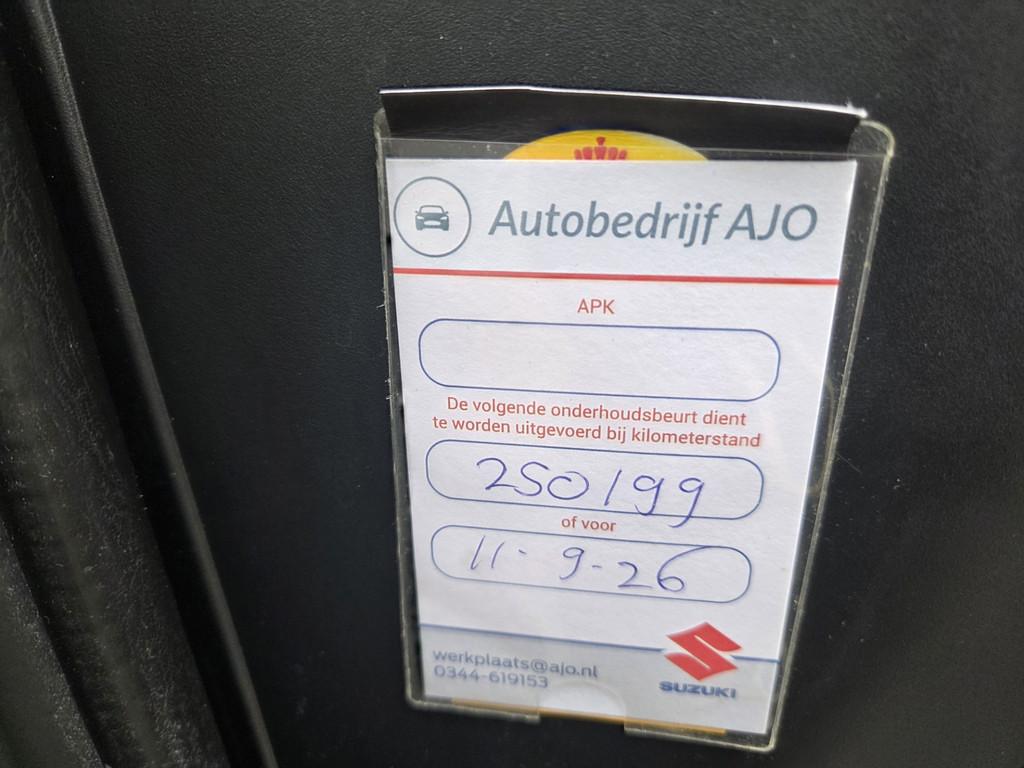 Autobedrijf AJO
APK
De volgende onderhoudsbeurt dient
te worden uitgevoerd bij kilometerstand
250199
of voor
11-9-26
werkplaats@ajo.nl
0344-619153
SUZUKI